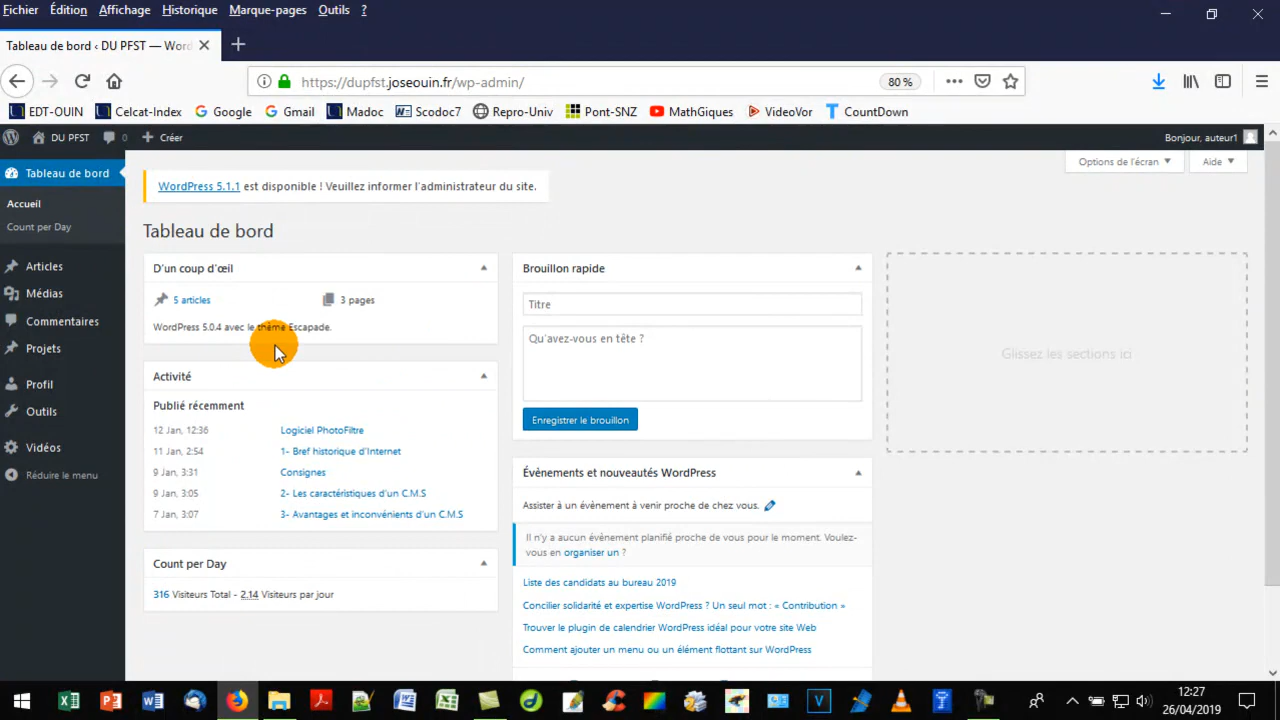 Fichier Édition Affichage Historique Marque-pages Outils ?
Tableau de bord ‹ DU PFST — Word
https://dupfst.joseouin.fr/wp-admin/ 80 %
EDT-OUIN Celcat-Index Google Gmail Madoc Scodoc7 Repro-Univ Pont-SNZ MathGiques VideoVor CountDown
DU PFST 0 Créer Bonjour, auteur1
Tableau de bord
Options de l'écran Aide
WordPress 5.1.1 est disponible ! Veuillez informer l'administrateur du site.
Accueil
Count per Day
Articles
Médias
Commentaires
Projets
Profil
Outils
Vidéos
Réduire le menu
Tableau de bord
D'un coup d'œil
5 articles 3 pages
WordPress 5.0.4 avec le thème Escapade.
Activité
Publié récemment
12 Jan, 12:36 Logiciel PhotoFiltre
11 Jan, 2:54 1- Bref historique d'Internet
9 Jan, 3:31 Consignes
9 Jan, 3:05 2- Les caractéristiques d'un C.M.S
7 Jan, 3:07 3- Avantages et inconvénients d'un C.M.S
Count per Day
316 Visiteurs Total - 2.14 Visiteurs par jour
Brouillon rapide
Titre
Qu'avez-vous en tête ?
Enregistrer le brouillon
Évènements et nouveautés WordPress
Assister à un évènement à venir proche de chez vous.
Il n'y a aucun évènement planifié proche de vous pour le moment. Voulez-
vous en organiser un ?
Liste des candidats au bureau 2019
Concilier solidarité et expertise WordPress ? Un seul mot : « Contribution »
Trouver le plugin de calendrier WordPress idéal pour votre site Web
Comment ajouter un menu ou un élément flottant sur WordPress
Glissez les sections ici
12:27
26/04/2019